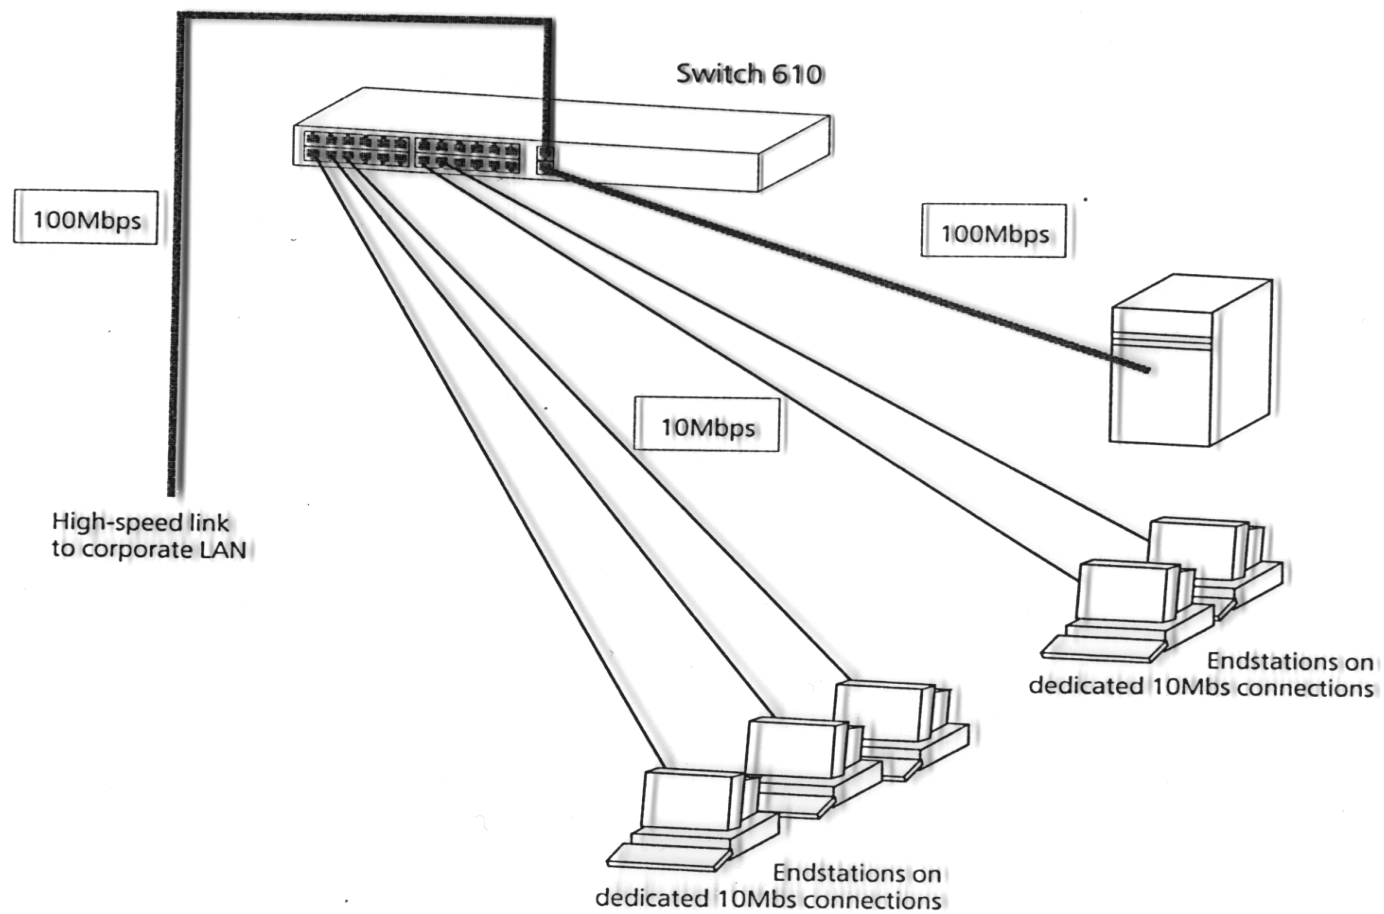 Switch 610
100Mbps
100Mbps
10Mbps
High-speed link
to corporate LAN
Endstations on
dedicated 10Mbs connections
Endstations on
dedicated 10Mbs connections